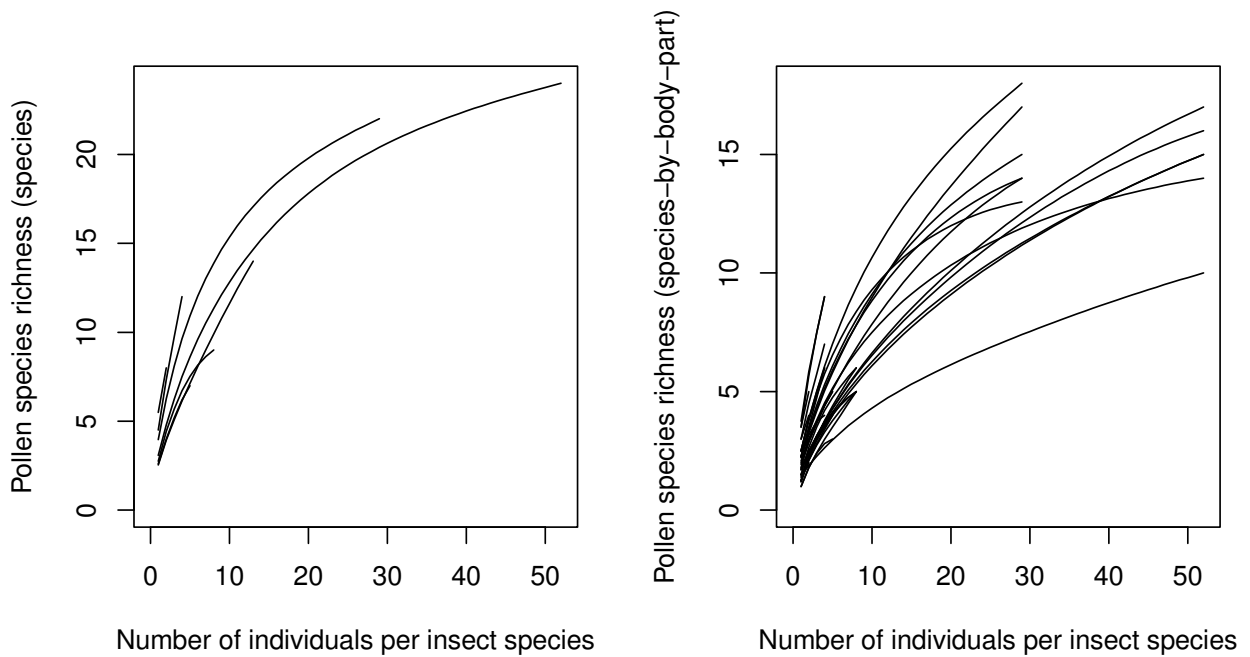 Pollen species richness (species)
0
5
10
15
20
0 10 20 30 40 50
Number of individuals per insect species
Pollen species richness (species−by−body−part)
0
5
10
15
0 10 20 30 40 50
Number of individuals per insect species